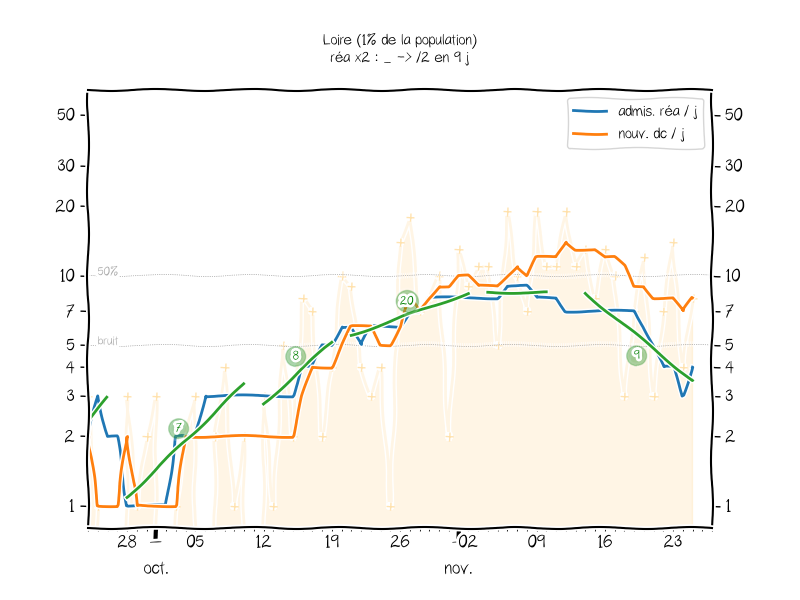 Loire (1% de la population)
réa x2 : _ -> /2 en 9 j
admis. réa / j
nouv. dc / j
50 50
30 30
20 20
50%
10 10
7 7
bruit
5 5
4 4
3 3
2 2
1 1
7
8
20
9
28 05 12 19 26 02 09 16 23
oct. nov.